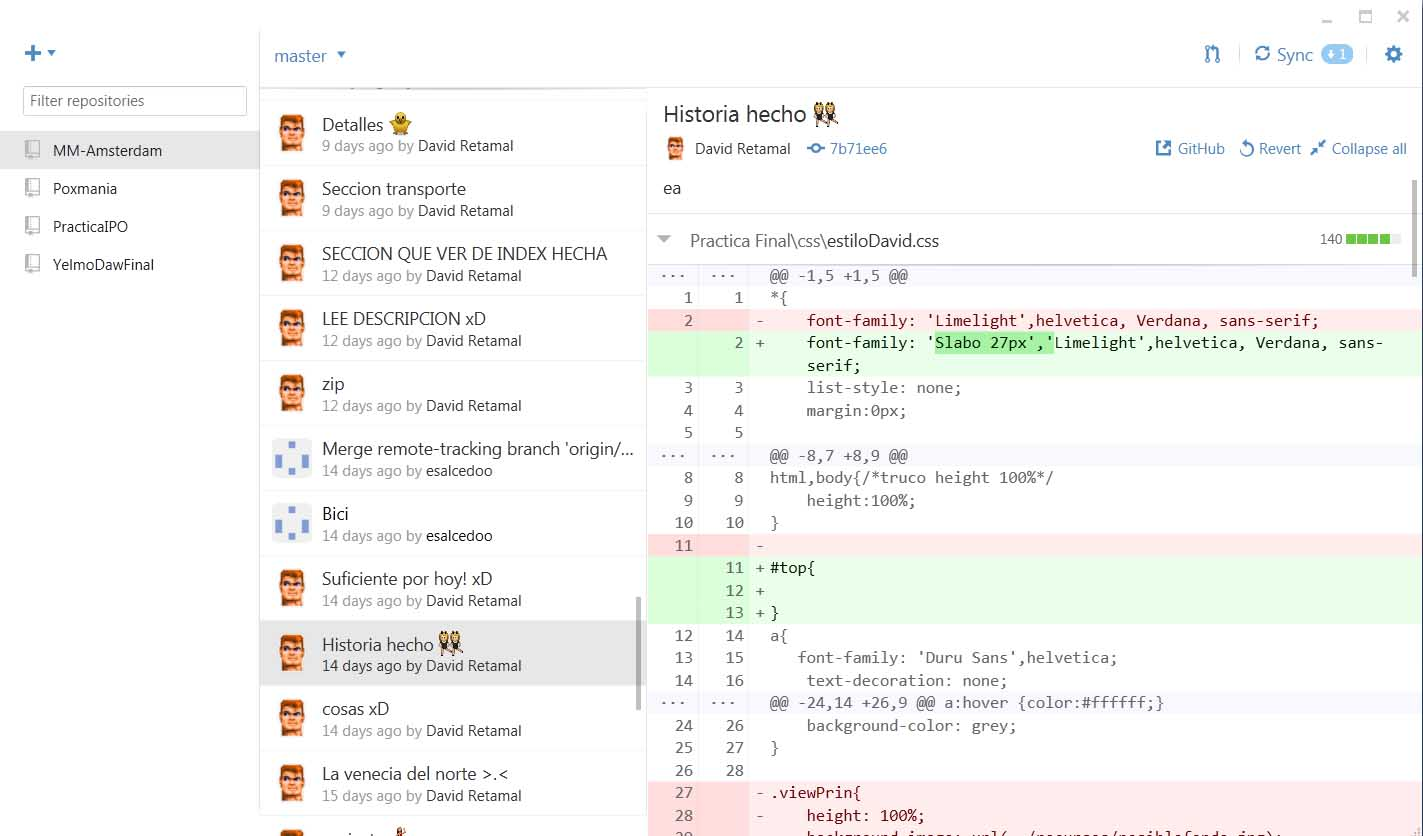 master
Sync 1
Filter repositories
MM-Amsterdam
Poxmania
PracticaIPO
YelmoDawFinal
Detalles
9 days ago by David Retamal
Seccion transporte
9 days ago by David Retamal
SECCION QUE VER DE INDEX HECHA
12 days ago by David Retamal
LEE DESCRIPCION xD
12 days ago by David Retamal
zip
12 days ago by David Retamal
Merge remote-tracking branch 'origin/...
14 days ago by esalcedoo
Bici
14 days ago by esalcedoo
Suficiente por hoy! xD
14 days ago by David Retamal
Historia hecho
14 days ago by David Retamal
cosas xD
14 days ago by David Retamal
La venecia del norte >.<
15 days ago by David Retamal
Historia hecho
David Retamal 7b71ee6 GitHub Revert Collapse all
ea
Practica Final\css\estiloDavid.css 140
... ... @@ -1,5 +1,5 @@
1 1 *{
2 - font-family: 'Limelight',helvetica, Verdana, sans-serif;
2 + font-family: 'Slabo 27px','Limelight',helvetica, Verdana, sans-
serif;
3 3 list-style: none;
4 4 margin:0px;
5 5
... ... @@ -8,7 +8,9 @@
8 8 html,body{/*truco height 100%*/
9 9 height:100%;
10 10 }
11 -
11 + #top{
12 +
13 + }
12 14 a{
13 15 font-family: 'Duru Sans',helvetica;
14 16 text-decoration: none;
... ... @@ -24,14 +26,9 @@ a:hover {color:#ffffff;}
24 26 background-color: grey;
25 27 }
26 28
27 - .viewPrin{
28 - height: 100%;